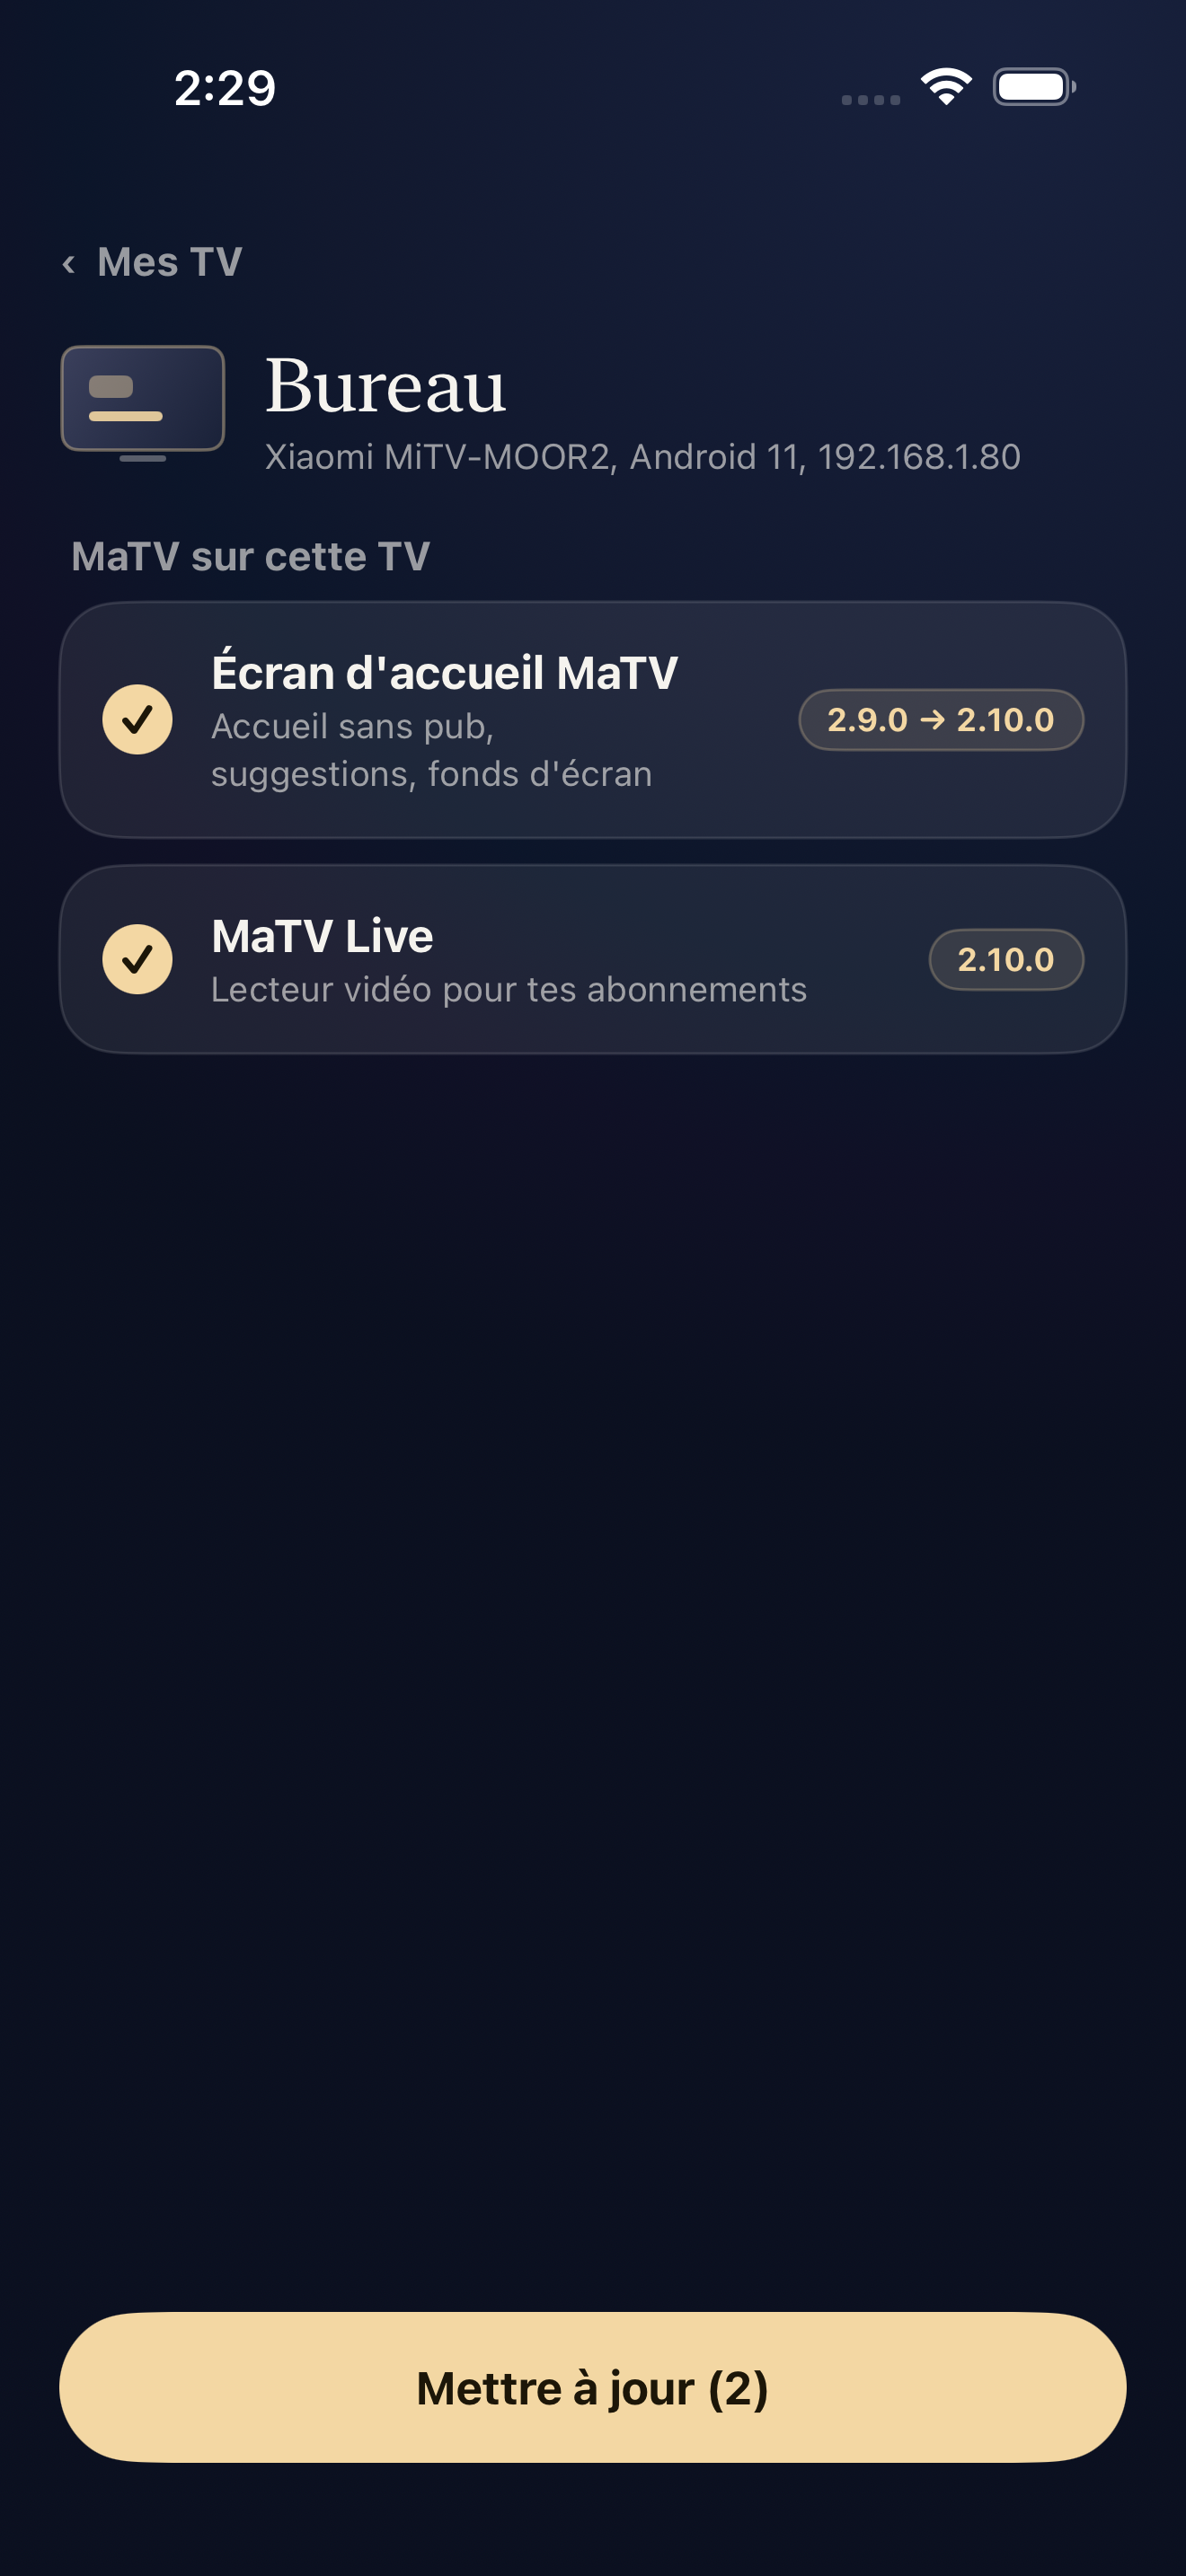 2:29
‹ Mes TV
Bureau
Xiaomi MiTV-MOOR2, Android 11, 192.168.1.80
MaTV sur cette TV
Écran d'accueil MaTV
Accueil sans pub,
suggestions, fonds d'écran
2.9.0 → 2.10.0
MaTV Live
Lecteur vidéo pour tes abonnements
2.10.0
Mettre à jour (2)